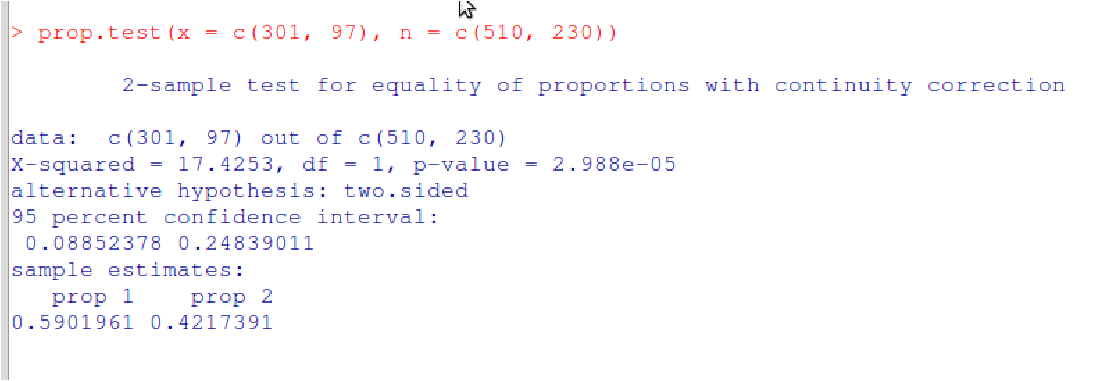 > prop.test(x = c(301, 97), n = c(510, 230))
2-sample test for equality of proportions with continuity correction
data:  c(301, 97) out of c(510, 230)
X-squared = 17.4253, df = 1, p-value = 2.988e-05
alternative hypothesis: two.sided
95 percent confidence interval:
0.08852378 0.24839011
sample estimates:
prop 1    prop 2
0.5901961 0.4217391